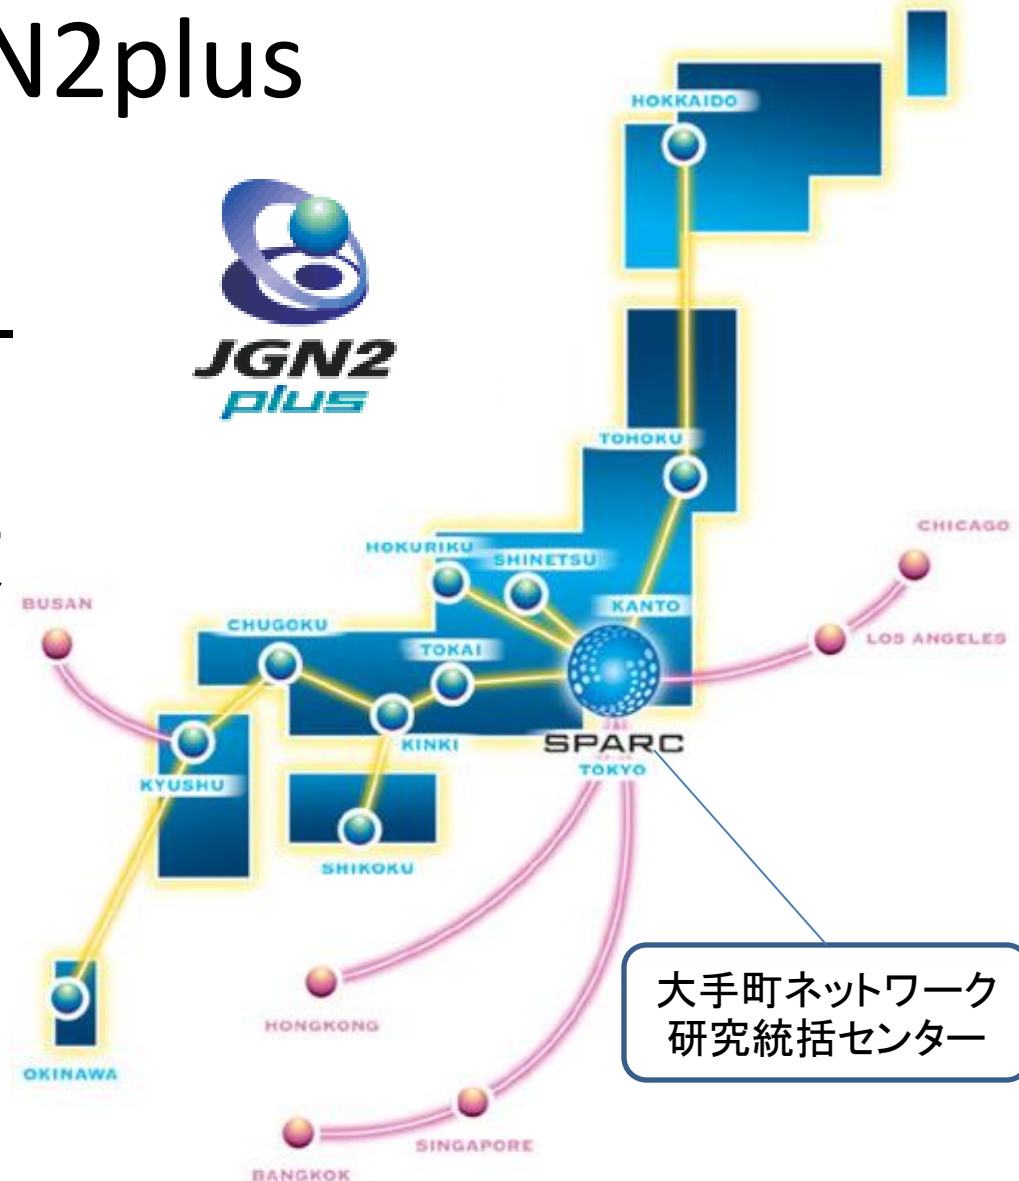 N2plus
HOKKAIDO
JGN2
plus
TOHOKU
CHICAGO
HOKURIKU
SHINETSU
BUSAN
KANTO
CHUGOKU
LOS ANGELES
TOKAI
KINKI
SPARC
TOKYO
KYUSHU
SHIKOKU
大手町ネットワーク
研究統括センター
HONGKONG
OKINAWA
SINGAPORE
BANGKOK